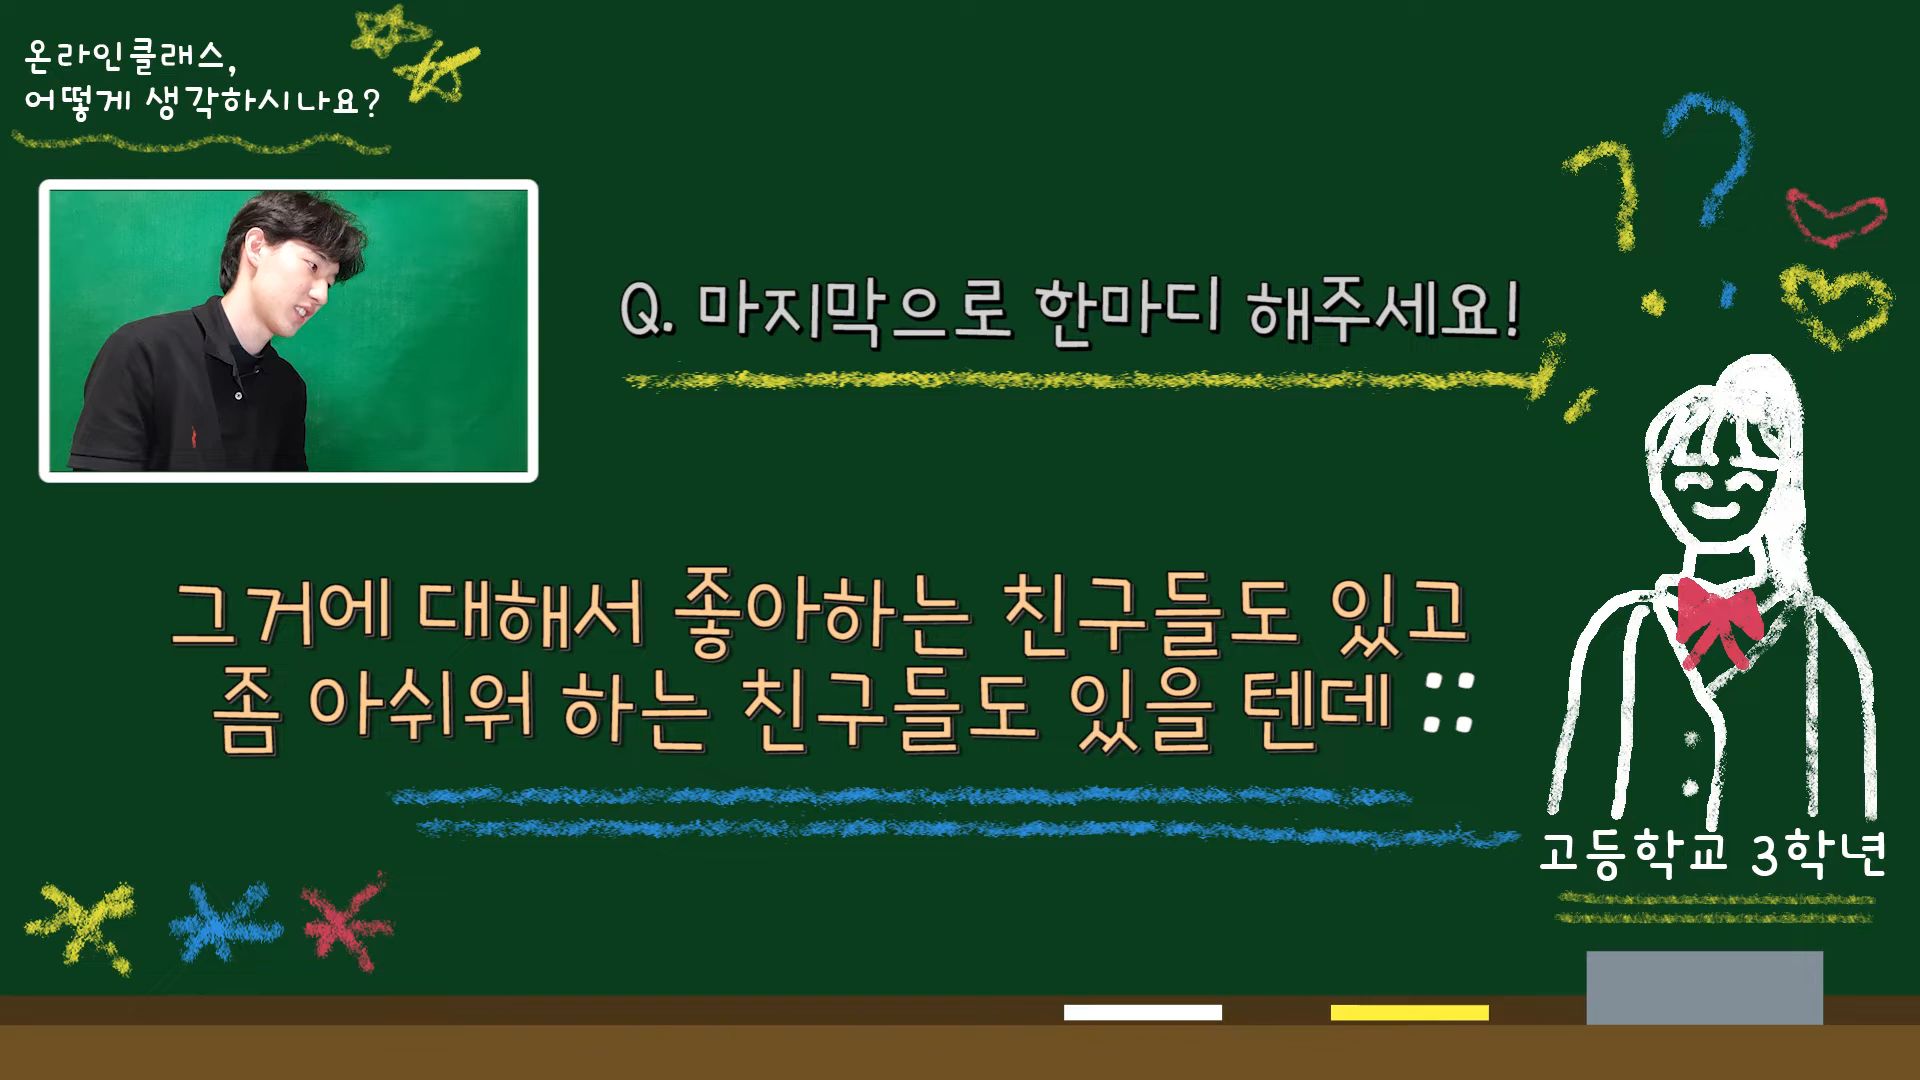 온라인클래스,
어떻게 생각하시나요?
Q. 마지막으로 한마디 해주세요!
그거에 대해서 좋아하는 친구들도 있고
좀 아쉬워 하는 친구들도 있을 텐데
고등학교 3학년